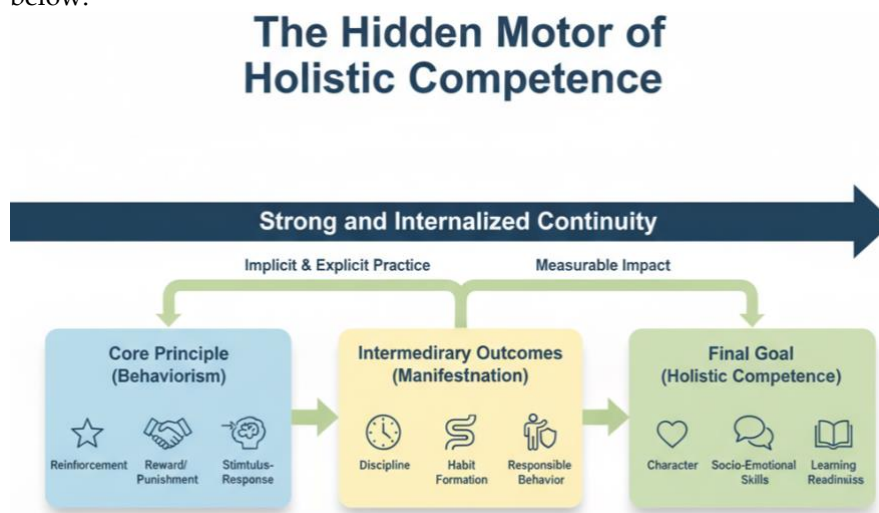 below.
The Hidden Motor of
Holistic Competence
Strong and Internalized Continuity
Implicit & Explicit Practice
Measurable Impact
Core Principle
(Behaviorism)
Reinforcement
Reward/
Punishment
Stimtulus-
Response
Intermedirary Outcomes
(Manifestnation)
Discipline
Habit
Formation
Responsible
Behavior
Final Goal
(Holistic Competence)
Character
Socio-Emotional
Skills
Learning
Readinuiss